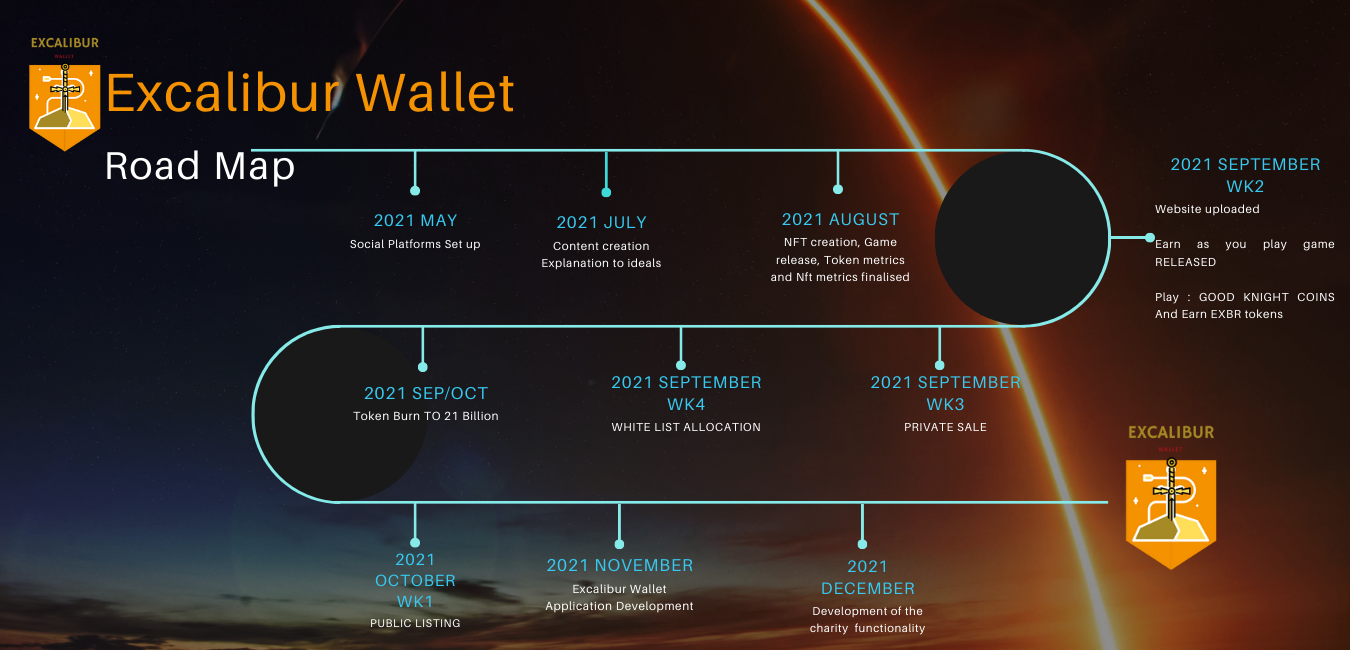 EXCALIBUR
WALLET
Excalibur Wallet
Road Map
2021 MAY
Social Platforms Set up
2021 JULY
Content creation
Explanation to ideals
2021 AUGUST
NFT creation, Game
release, Token metrics
and Nft metrics finalised
2021 SEPTEMBER
WK2
Website uploaded
Earn as you play game
RELEASED
Play : GOOD KNIGHT COINS
And Earn EXBR tokens
2021 SEP/OCT
Token Burn TO 21 Billion
2021 SEPTEMBER
WK4
WHITE LIST ALLOCATION
2021 SEPTEMBER
WK3
PRIVATE SALE
EXCALIBUR
WALLET
2021
OCTOBER
WK1
PUBLIC LISTING
2021 NOVEMBER
Excalibur Wallet
Application Development
2021
DECEMBER
Development of the
charity functionality